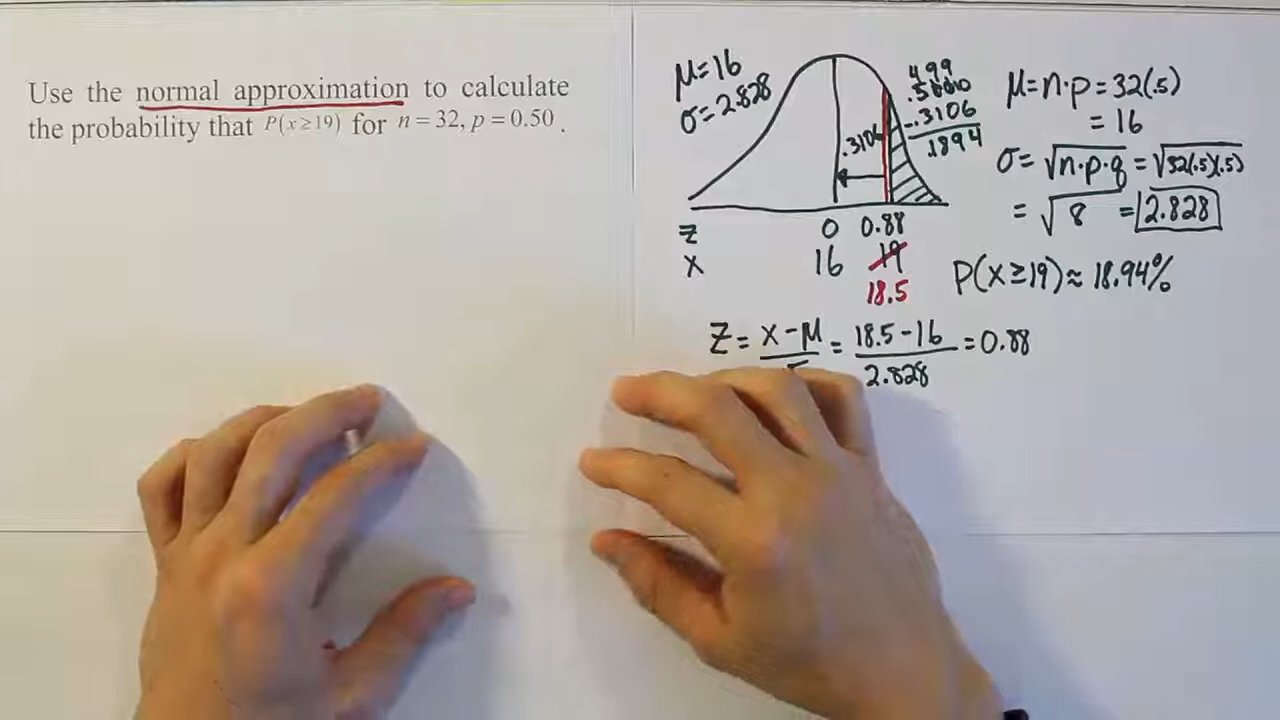 Use the normal approximation to calculate
the probability that P(x≥19) for n = 32, p = 0.50 .
μ=16
σ=2.828
499
.5000
-.3106
.1894
.3106
z 0 0.88
x 16 19
18.5
μ=n·p=32(.5)
= 16
σ=√n·p·q=√32(.5)(.5)
=√8 =2.828
P(x≥19)≈18.94%
z=x-μ = 18.5-16 =0.88
2.828